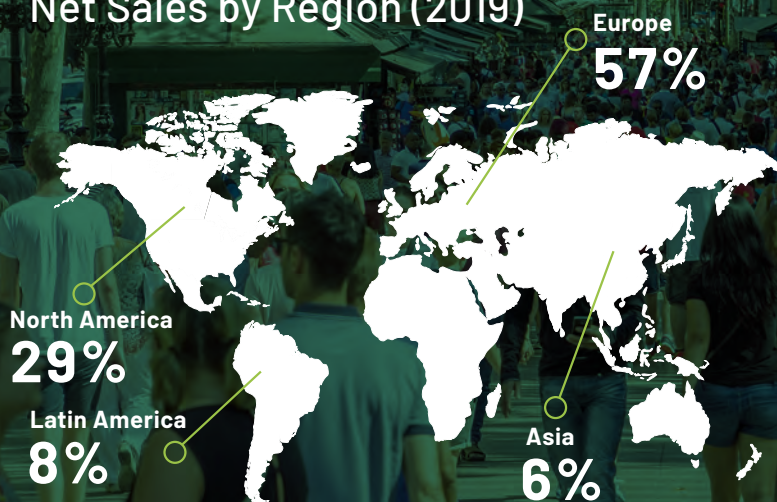 Net Sales by Region (2019)
Europe
57%
North America
29%
Latin America
8%
Asia
6%